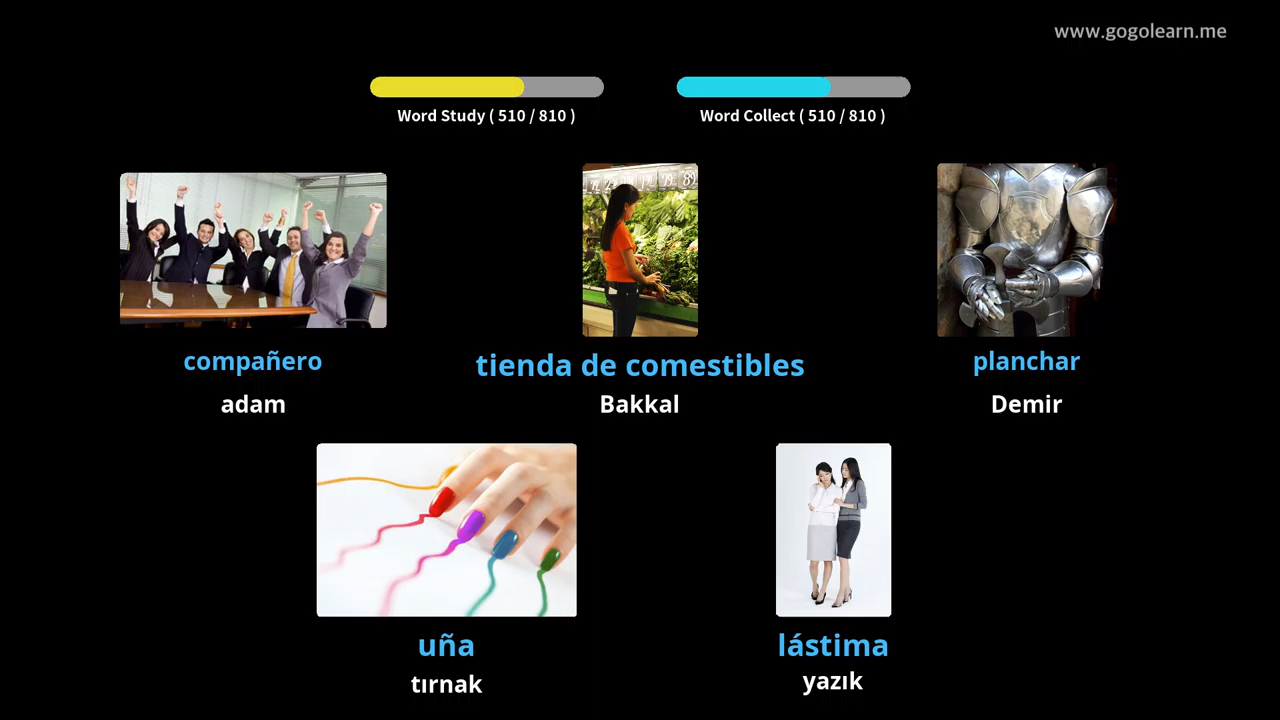 www.gogolearn.me
Word Study ( 510 / 810 )
Word Collect ( 510 / 810 )
compañero
adam
tienda de comestibles
Bakkal
planchar
Demir
uña
tırnak
lástima
yazık